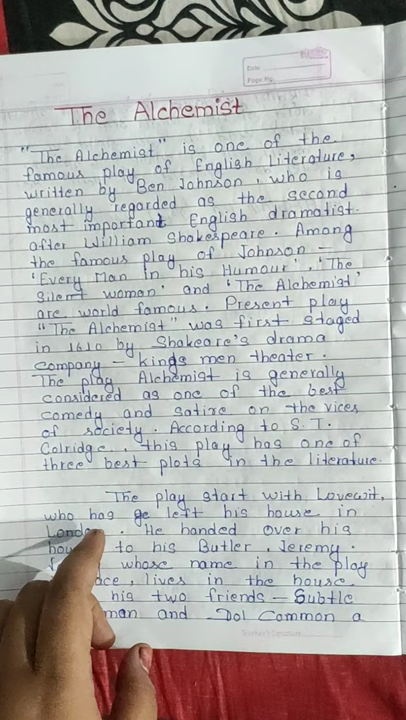 Date
Page No.
The Alchemist
"The Alchemist" is one of the
famous play of English literature,
written by Ben Johnson, who is
generally regarded as the second
most important English dramatist
after William Shakespeare. Among
the famous play of Johnson -
'Every Man in his Humour', 'The
Silent woman' and 'The Alchemist'
are world famous. Present play
"The Alchemist" was first staged
in 1610 by Shakeare's drama
company - kings men theater.
The play Alchemist is generally
considered as one of the best
comedy and satire on the vices
of society. According to S.T.
Colridge, this play has one of
three best plots in the literature.
The play start with Lovewit,
who has left his house in
. He handed over his
to his Butler, Jeremy.
whose name in the play
, lives in the house
his two friends - Subtle
man and Dol Common a